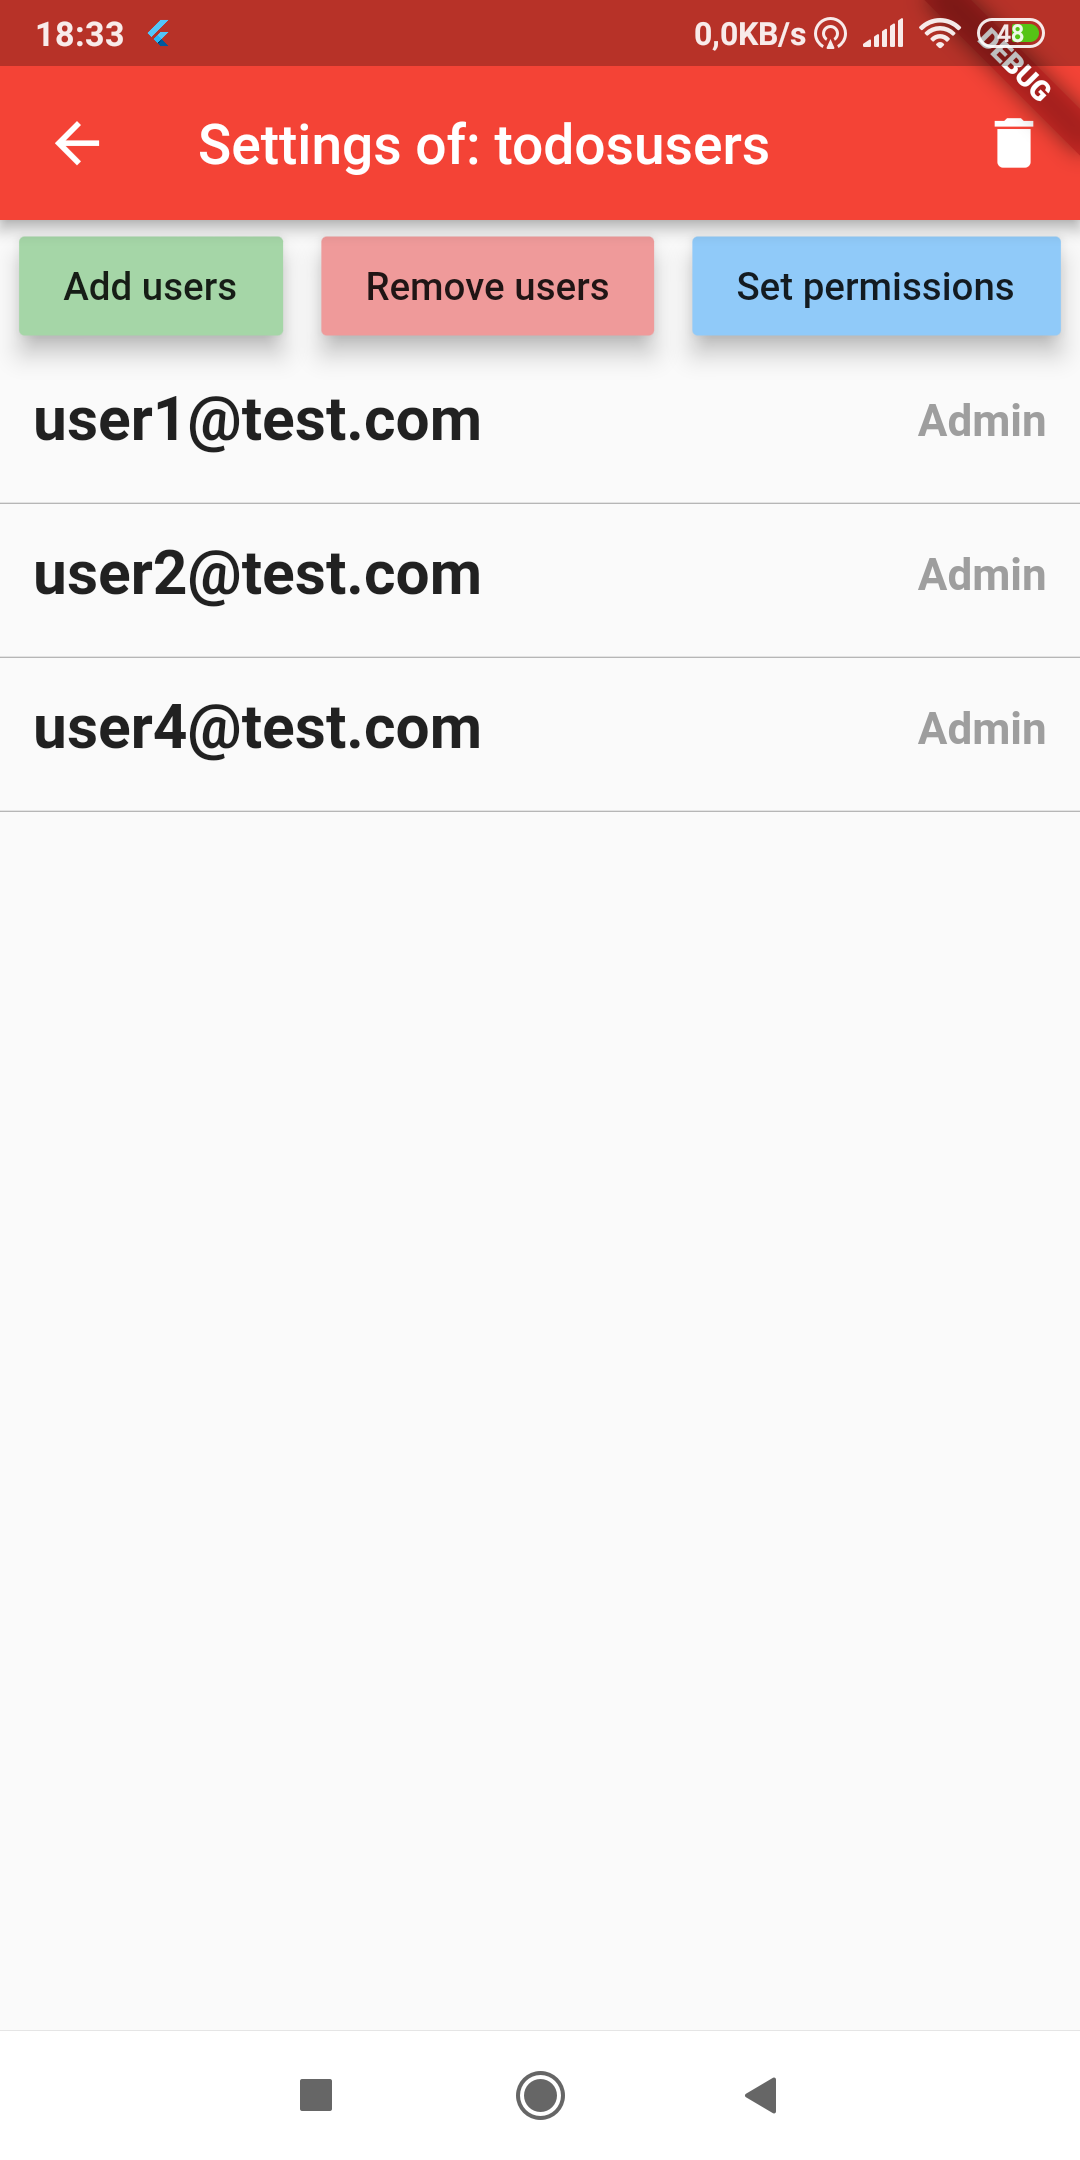 18:33 0,0KB/s 48
DEBUG
Settings of: todosusers
Add users Remove users Set permissions
user1@test.com Admin
user2@test.com Admin
user4@test.com Admin